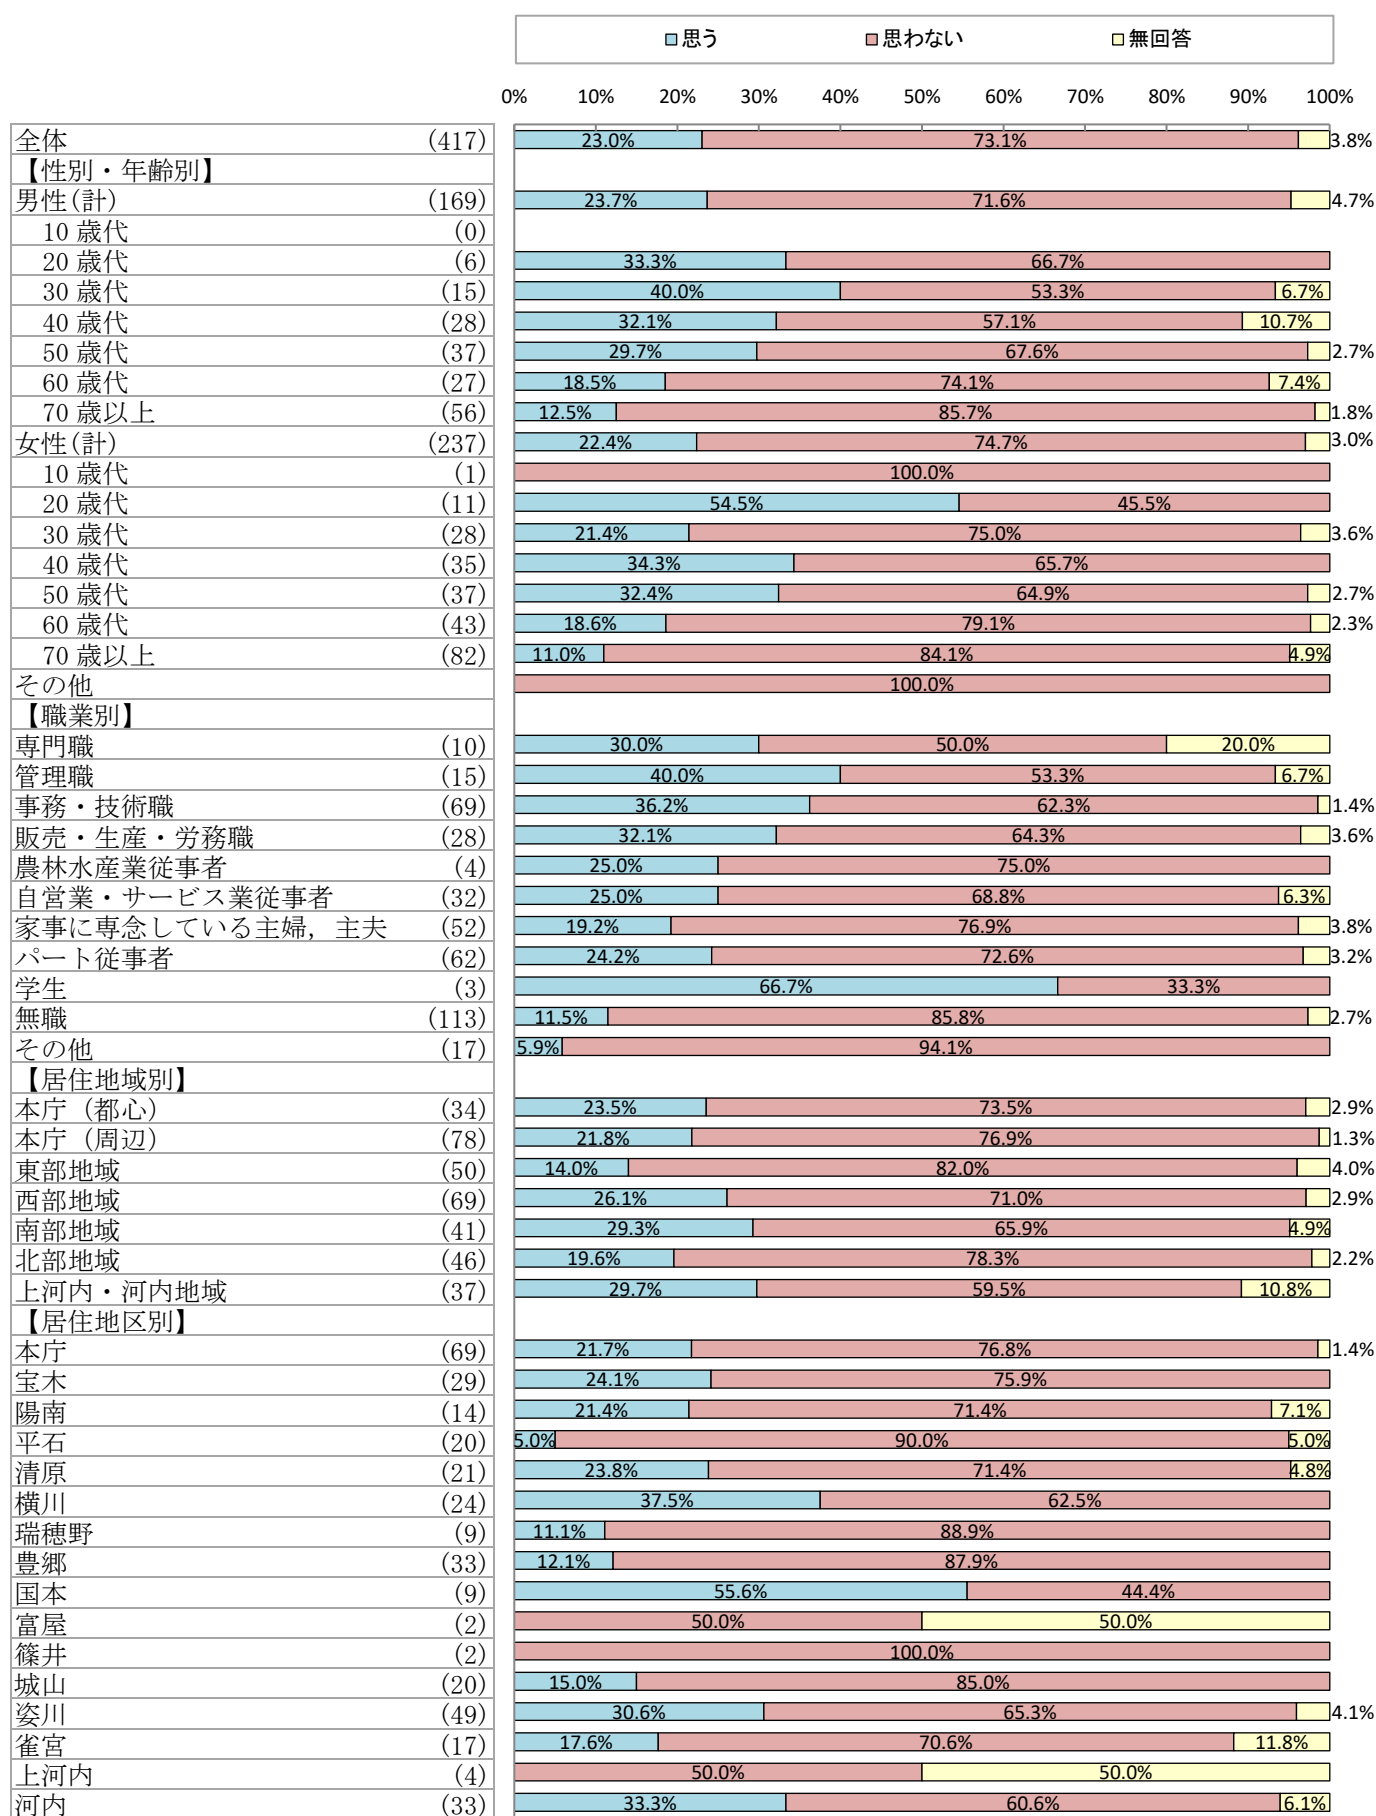 思う 思わない 無回答
0% 10% 20% 30% 40% 50% 60% 70% 80% 90% 100%
全体 (417) 23.0% 73.1% 3.8%
【性別・年齢別】
男性(計) (169) 23.7% 71.6% 4.7%
10 歳代 (0)
20 歳代 (6) 33.3% 66.7%
30 歳代 (15) 40.0% 53.3% 6.7%
40 歳代 (28) 32.1% 57.1% 10.7%
50 歳代 (37) 29.7% 67.6% 2.7%
60 歳代 (27) 18.5% 74.1% 7.4%
70 歳以上 (56) 12.5% 85.7% 1.8%
女性(計) (237) 22.4% 74.7% 3.0%
10 歳代 (1) 100.0%
20 歳代 (11) 54.5% 45.5%
30 歳代 (28) 21.4% 75.0% 3.6%
40 歳代 (35) 34.3% 65.7%
50 歳代 (37) 32.4% 64.9% 2.7%
60 歳代 (43) 18.6% 79.1% 2.3%
70 歳以上 (82) 11.0% 84.1% 4.9%
その他 100.0%
【職業別】
専門職 (10) 30.0% 50.0% 20.0%
管理職 (15) 40.0% 53.3% 6.7%
事務・技術職 (69) 36.2% 62.3% 1.4%
販売・生産・労務職 (28) 32.1% 64.3% 3.6%
農林水産業従事者 (4) 25.0% 75.0%
自営業・サービス業従事者 (32) 25.0% 68.8% 6.3%
家事に専念している主婦，主夫 (52) 19.2% 76.9% 3.8%
パート従事者 (62) 24.2% 72.6% 3.2%
学生 (3) 66.7% 33.3%
無職 (113) 11.5% 85.8% 2.7%
その他 (17) 5.9% 94.1%
【居住地域別】
本庁（都心） (34) 23.5% 73.5% 2.9%
本庁（周辺） (78) 21.8% 76.9% 1.3%
東部地域 (50) 14.0% 82.0% 4.0%
西部地域 (69) 26.1% 71.0% 2.9%
南部地域 (41) 29.3% 65.9% 4.9%
北部地域 (46) 19.6% 78.3% 2.2%
上河内・河内地域 (37) 29.7% 59.5% 10.8%
【居住地区別】
本庁 (69) 21.7% 76.8% 1.4%
宝木 (29) 24.1% 75.9%
陽南 (14) 21.4% 71.4% 7.1%
平石 (20) 5.0% 90.0% 5.0%
清原 (21) 23.8% 71.4% 4.8%
横川 (24) 37.5% 62.5%
瑞穂野 (9) 11.1% 88.9%
豊郷 (33) 12.1% 87.9%
国本 (9) 55.6% 44.4%
富屋 (2) 50.0% 50.0%
篠井 (2) 100.0%
城山 (20) 15.0% 85.0%
姿川 (49) 30.6% 65.3% 4.1%
雀宮 (17) 17.6% 70.6% 11.8%
上河内 (4) 50.0% 50.0%
河内 (33) 33.3% 60.6% 6.1%